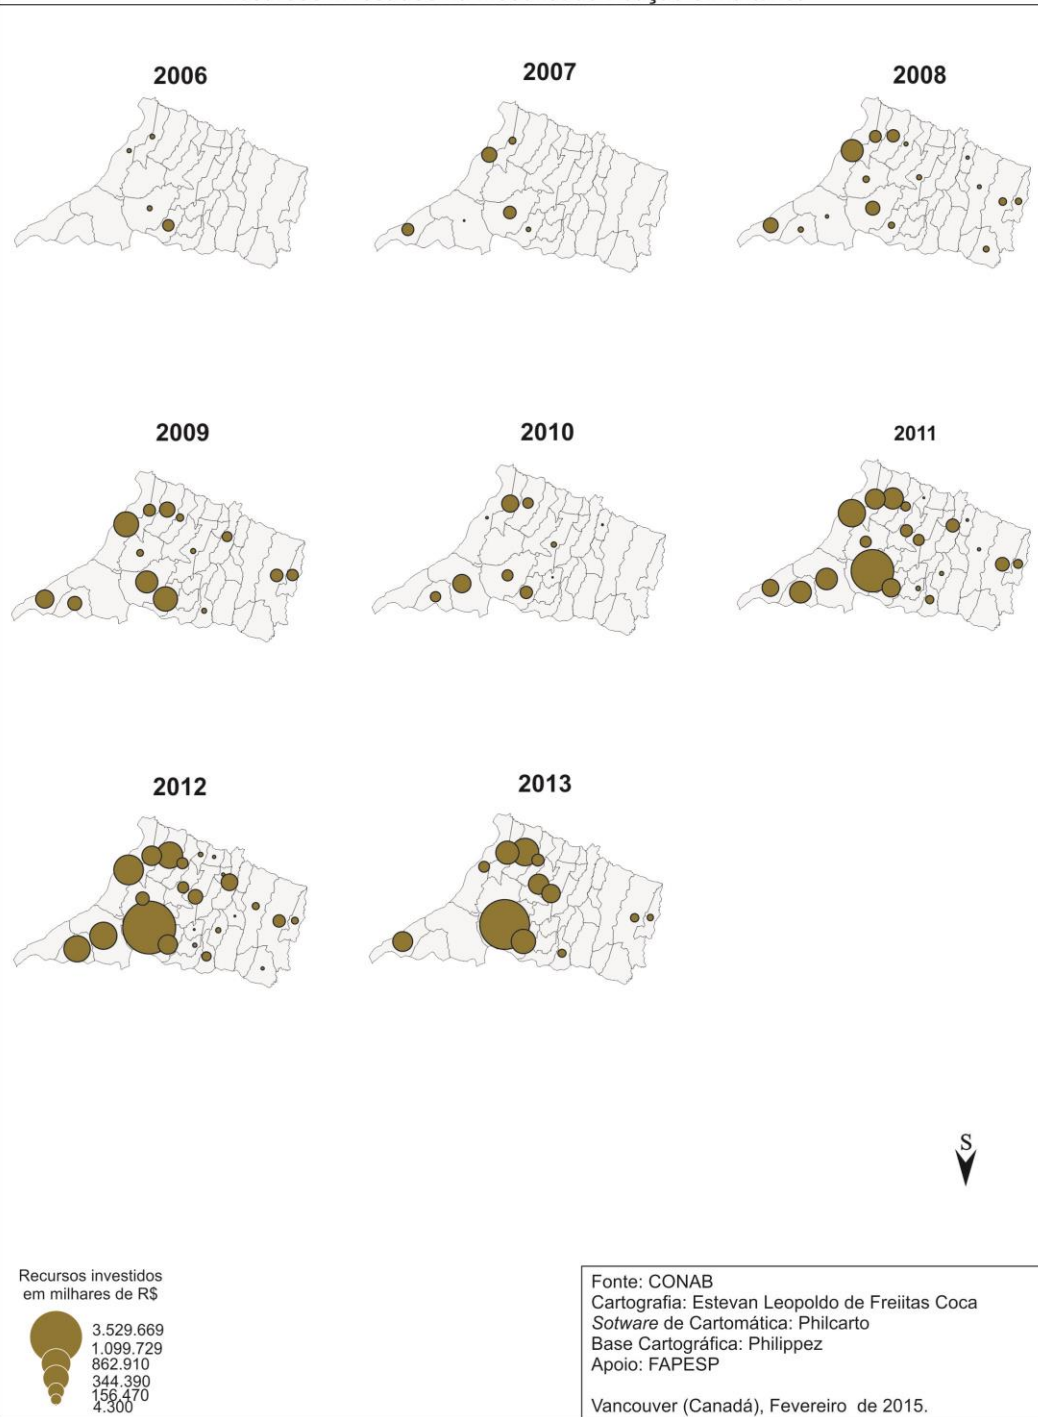 2006
2007
2008
2009
2010
2011
2012
2013
S
Recursos investidos
em milhares de R$
3.529.669
1.099.729
862.910
344.390
156.470
4.300
Fonte: CONAB
Cartografia: Estevan Leopoldo de Freiitas Coca
Sotware de Cartomática: Philcarto
Base Cartográfica: Philippez
Apoio: FAPESP
Vancouver (Canadá), Fevereiro de 2015.